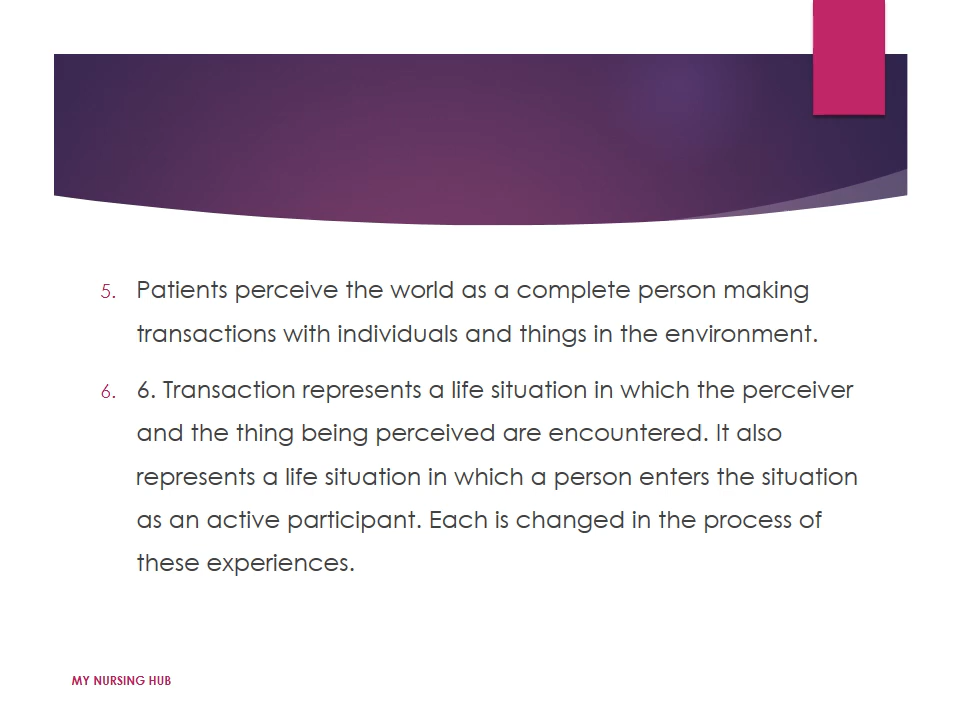 5. Patients perceive the world as a complete person making
transactions with individuals and things in the environment.
6. 6. Transaction represents a life situation in which the perceiver
and the thing being perceived are encountered. It also
represents a life situation in which a person enters the situation
as an active participant. Each is changed in the process of
these experiences.
MY NURSING HUB